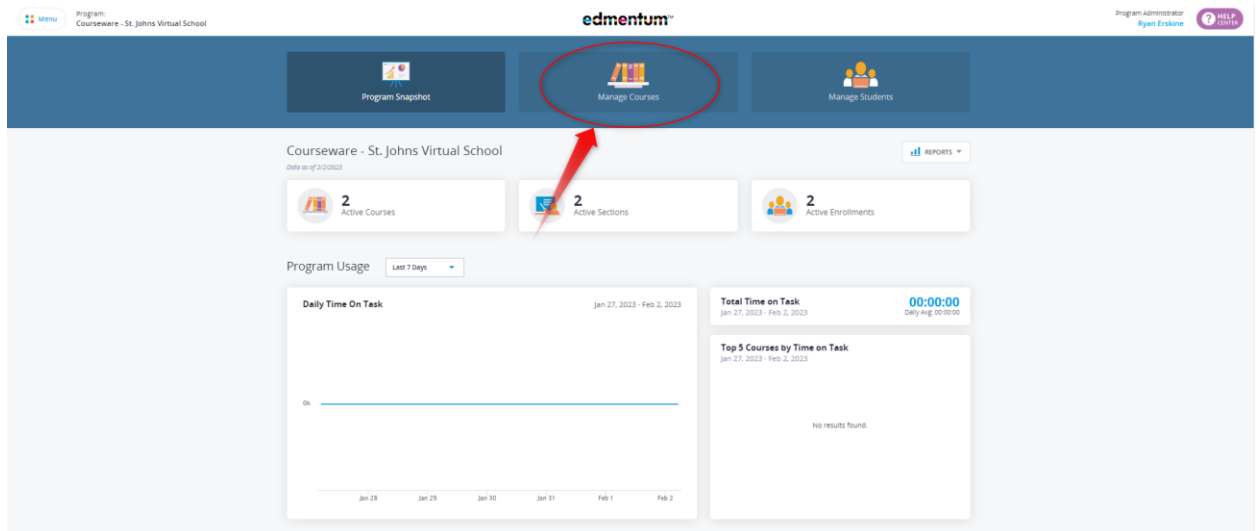 Menu
Program:
Courseware - St. Johns Virtual School
edmentum™
Program Administrator
Ryan Erskine
? HELP CENTER
Program Snapshot
Manage Courses
Manage Students
Courseware - St. Johns Virtual School
Data as of 2/2/2023
REPORTS
2
Active Courses
2
Active Sections
2
Active Enrollments
Program Usage
Last 7 Days
Daily Time On Task
Jan 27, 2023 - Feb 2, 2023
Total Time on Task
Jan 27, 2023 - Feb 2, 2023
00:00:00
Daily Avg: 00:00:00
Top 5 Courses by Time on Task
Jan 27, 2023 - Feb 2, 2023
0h
No results found.
Jan 28 Jan 29 Jan 30 Jan 31 Feb 1 Feb 2